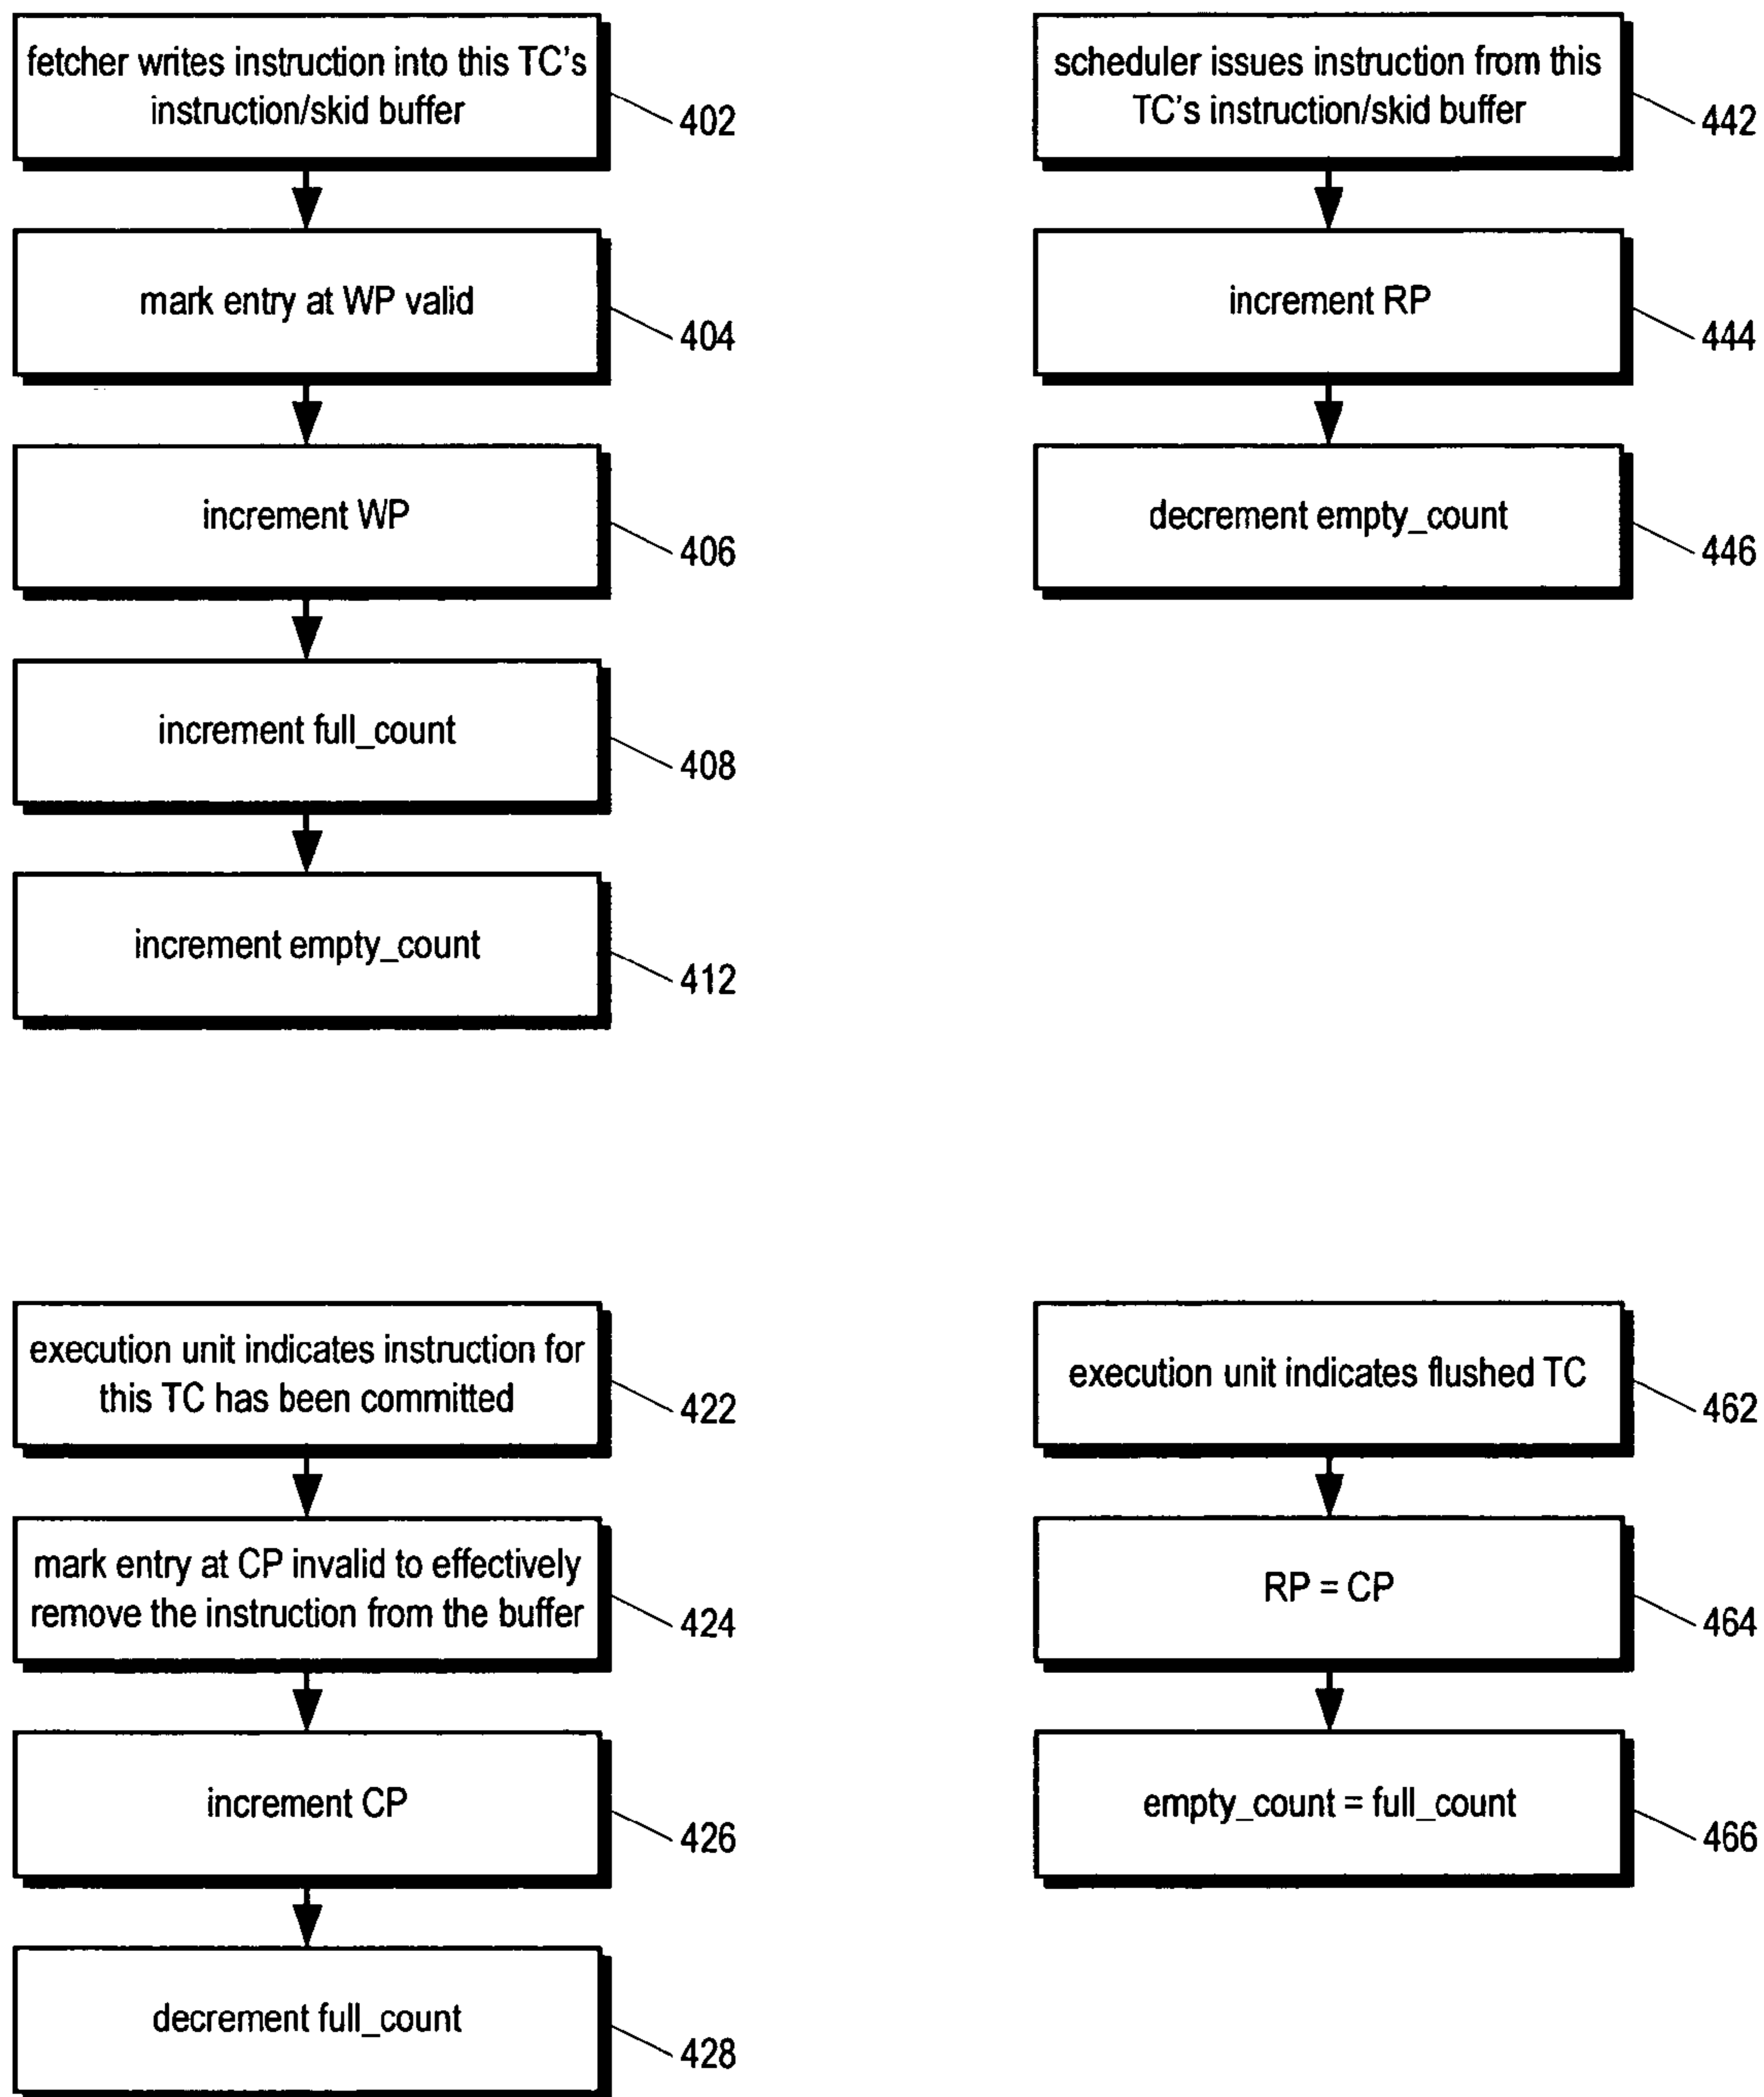 fetcher writes instruction into this TC's
instruction/skid buffer
402
mark entry at WP valid
404
increment WP
406
increment full_count
408
increment empty_count
412
scheduler issues instruction from this
TC's instruction/skid buffer
442
increment RP
444
decrement empty_count
446
execution unit indicates instruction for
this TC has been committed
422
mark entry at CP invalid to effectively
remove the instruction from the buffer
424
increment CP
426
decrement full_count
428
execution unit indicates flushed TC
462
RP = CP
464
empty_count = full_count
466